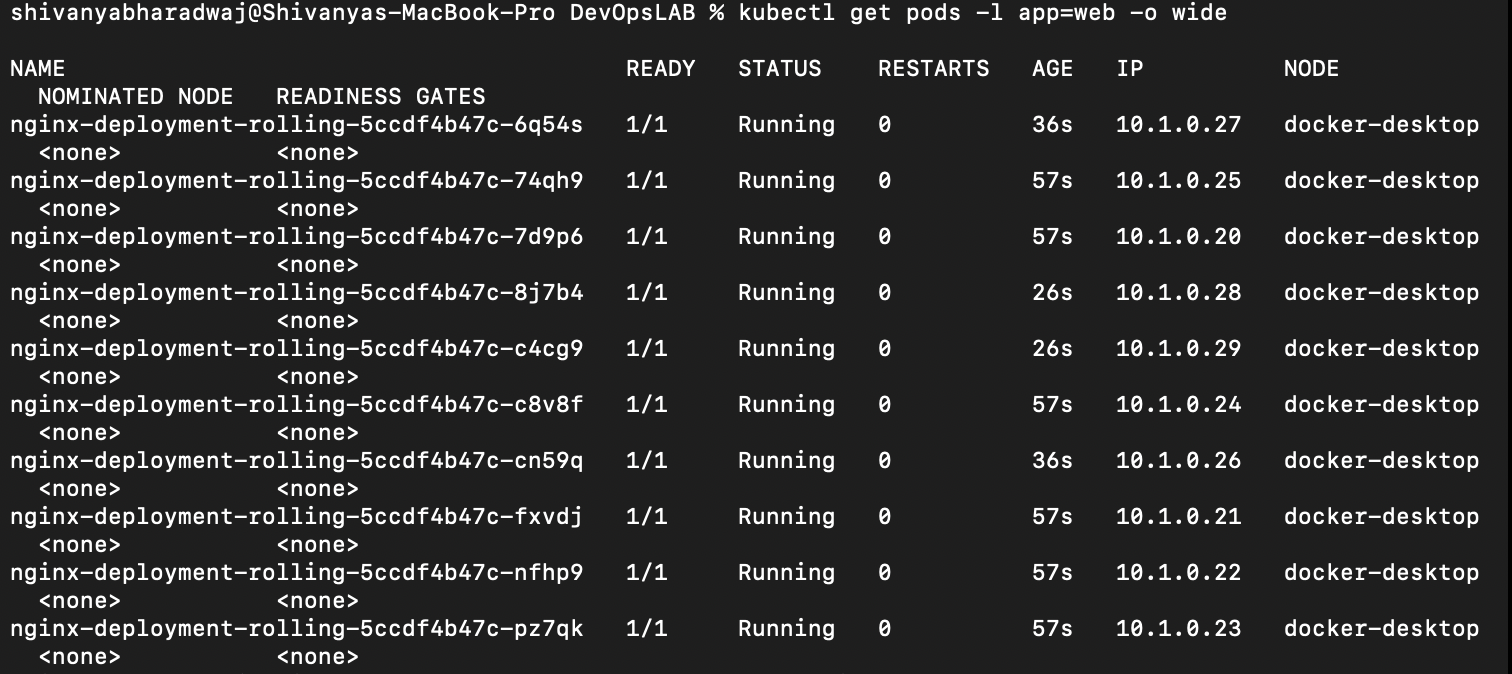 shivanyabharadwaj@Shivanyas-MacBook-Pro DevOpsLAB % kubectl get pods -l app=web -o wide
NAME READY STATUS RESTARTS AGE IP NODE
NOMINATED NODE READINESS GATES
nginx-deployment-rolling-5ccdf4b47c-6q54s 1/1 Running 0 36s 10.1.0.27 docker-desktop
<none> <none>
nginx-deployment-rolling-5ccdf4b47c-74qh9 1/1 Running 0 57s 10.1.0.25 docker-desktop
<none> <none>
nginx-deployment-rolling-5ccdf4b47c-7d9p6 1/1 Running 0 57s 10.1.0.20 docker-desktop
<none> <none>
nginx-deployment-rolling-5ccdf4b47c-8j7b4 1/1 Running 0 26s 10.1.0.28 docker-desktop
<none> <none>
nginx-deployment-rolling-5ccdf4b47c-c4cg9 1/1 Running 0 26s 10.1.0.29 docker-desktop
<none> <none>
nginx-deployment-rolling-5ccdf4b47c-c8v8f 1/1 Running 0 57s 10.1.0.24 docker-desktop
<none> <none>
nginx-deployment-rolling-5ccdf4b47c-cn59q 1/1 Running 0 36s 10.1.0.26 docker-desktop
<none> <none>
nginx-deployment-rolling-5ccdf4b47c-fxvdj 1/1 Running 0 57s 10.1.0.21 docker-desktop
<none> <none>
nginx-deployment-rolling-5ccdf4b47c-nfhp9 1/1 Running 0 57s 10.1.0.22 docker-desktop
<none> <none>
nginx-deployment-rolling-5ccdf4b47c-pz7qk 1/1 Running 0 57s 10.1.0.23 docker-desktop
<none> <none>